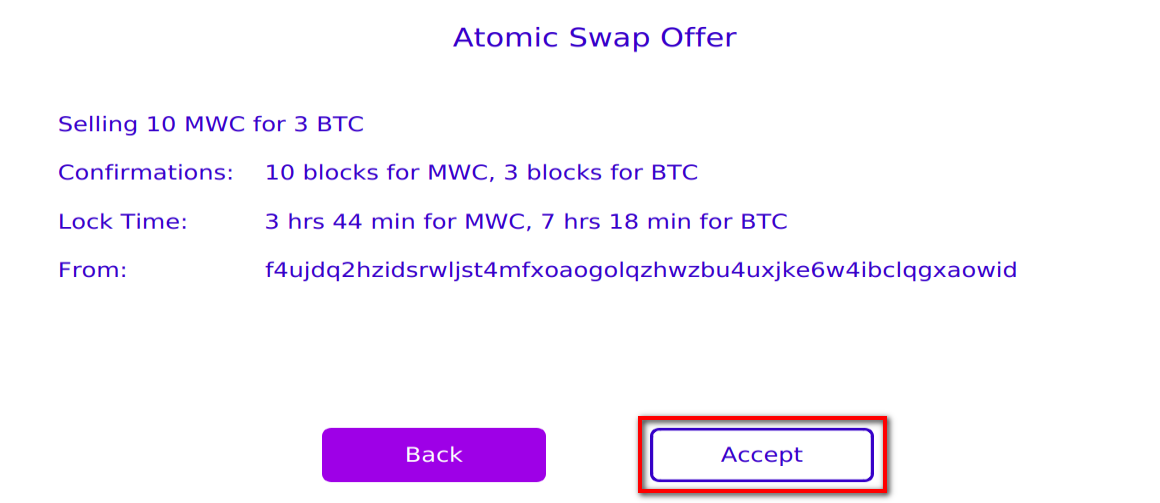 Atomic Swap Offer
Selling 10 MWC for 3 BTC
Confirmations: 10 blocks for MWC, 3 blocks for BTC
Lock Time: 3 hrs 44 min for MWC, 7 hrs 18 min for BTC
From: f4ujdq2hzidsrwljst4mfxoaogolqzhwzbu4uxjke6w4ibclqgxaowid
Back Accept